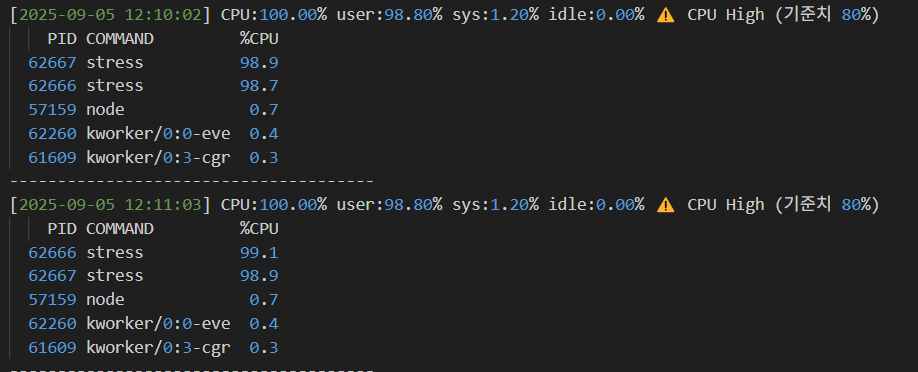 [2025-09-05 12:10:02] CPU:100.00% user:98.80% sys:1.20% idle:0.00% ⚠️ CPU High (기준치 80%)
    PID COMMAND         %CPU
  62667 stress          98.9
  62666 stress          98.7
  57159 node             0.7
  62260 kworker/0:0-eve  0.4
  61609 kworker/0:3-cgr  0.3
--------------------------------------
[2025-09-05 12:11:03] CPU:100.00% user:98.80% sys:1.20% idle:0.00% ⚠️ CPU High (기준치 80%)
    PID COMMAND         %CPU
  62666 stress          99.1
  62667 stress          98.9
  57159 node             0.7
  62260 kworker/0:0-eve  0.4
  61609 kworker/0:3-cgr  0.3
--------------------------------------